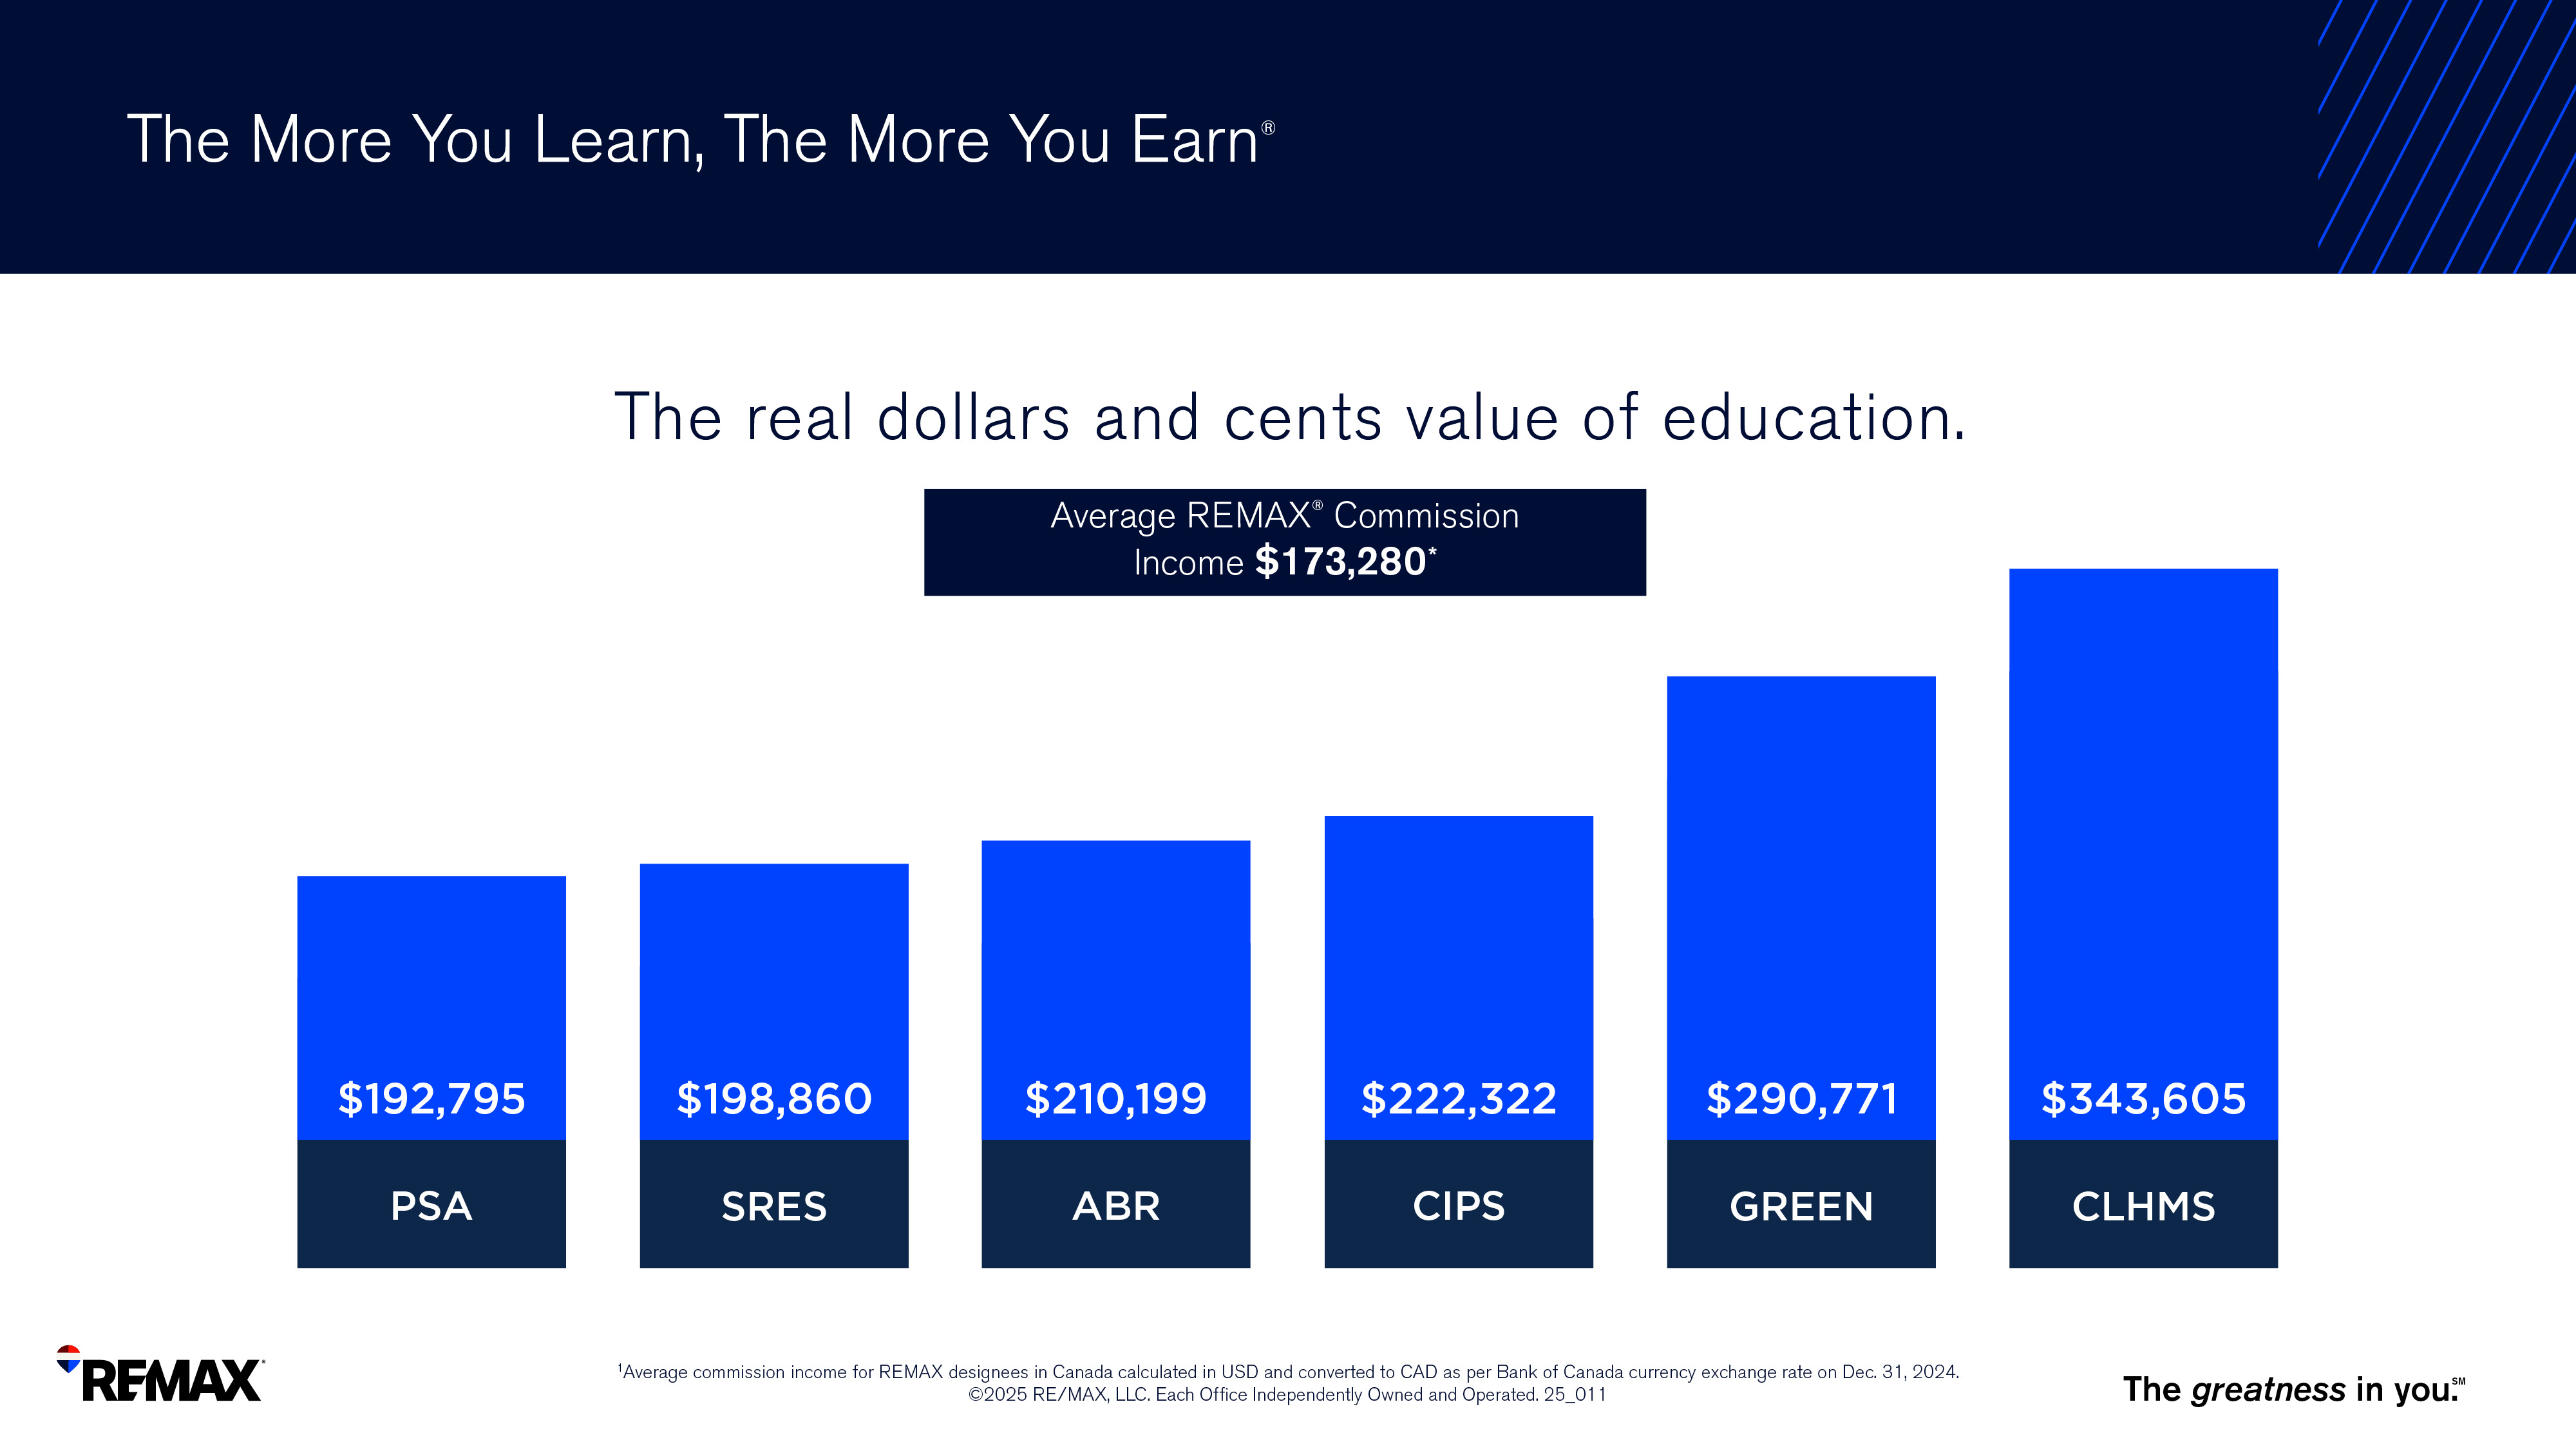 The More You Learn, The More You Earn®
The real dollars and cents value of education.
Average REMAX® Commission
Income $173,280*
$192,795
$198,860
$210,199
$222,322
$290,771
$343,605
PSA
SRES
ABR
CIPS
GREEN
CLHMS
REMAX®
¹Average commission income for REMAX designees in Canada calculated in USD and converted to CAD as per Bank of Canada currency exchange rate on Dec. 31, 2024.
©2025 RE/MAX, LLC. Each Office Independently Owned and Operated. 25_011
The greatness in you.℠